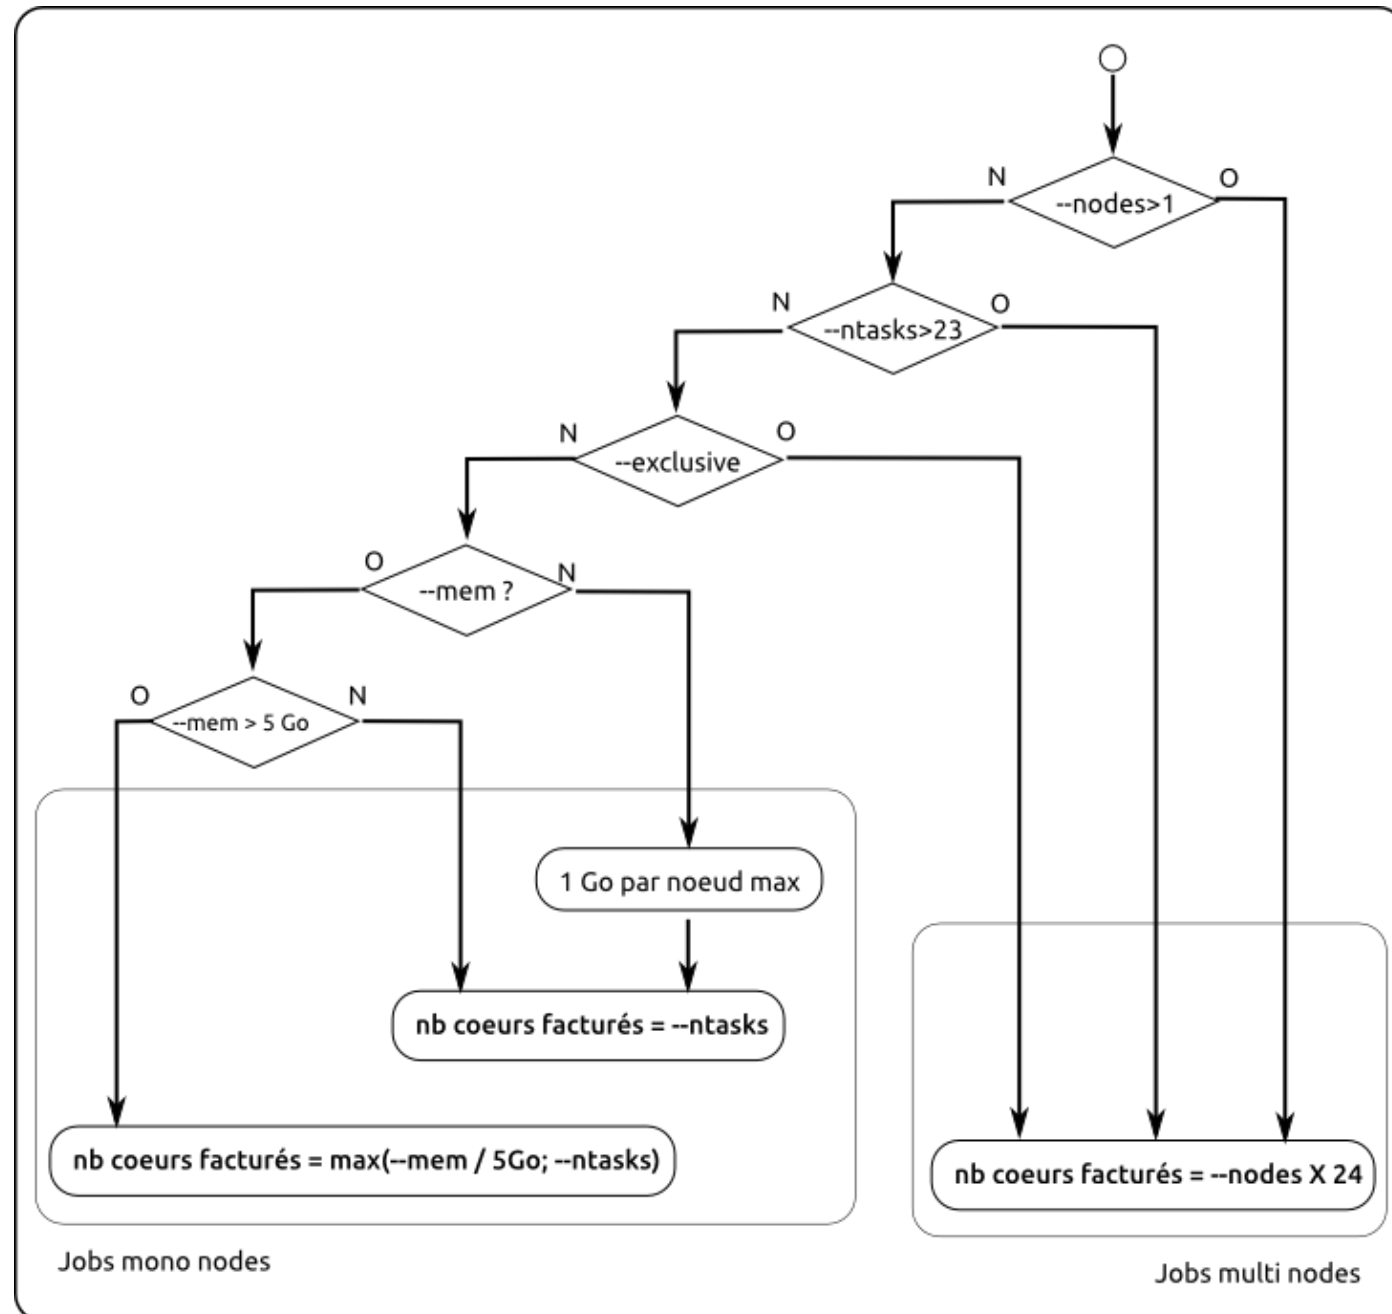 N
O
--nodes>1
N
O
--ntasks>23
N
O
--exclusive
O
N
--mem ?
O
N
--mem > 5 Go
1 Go par noeud max
nb coeurs facturés = --ntasks
nb coeurs facturés = max(--mem / 5Go; --ntasks)
nb coeurs facturés = --nodes X 24
Jobs mono nodes
Jobs multi nodes